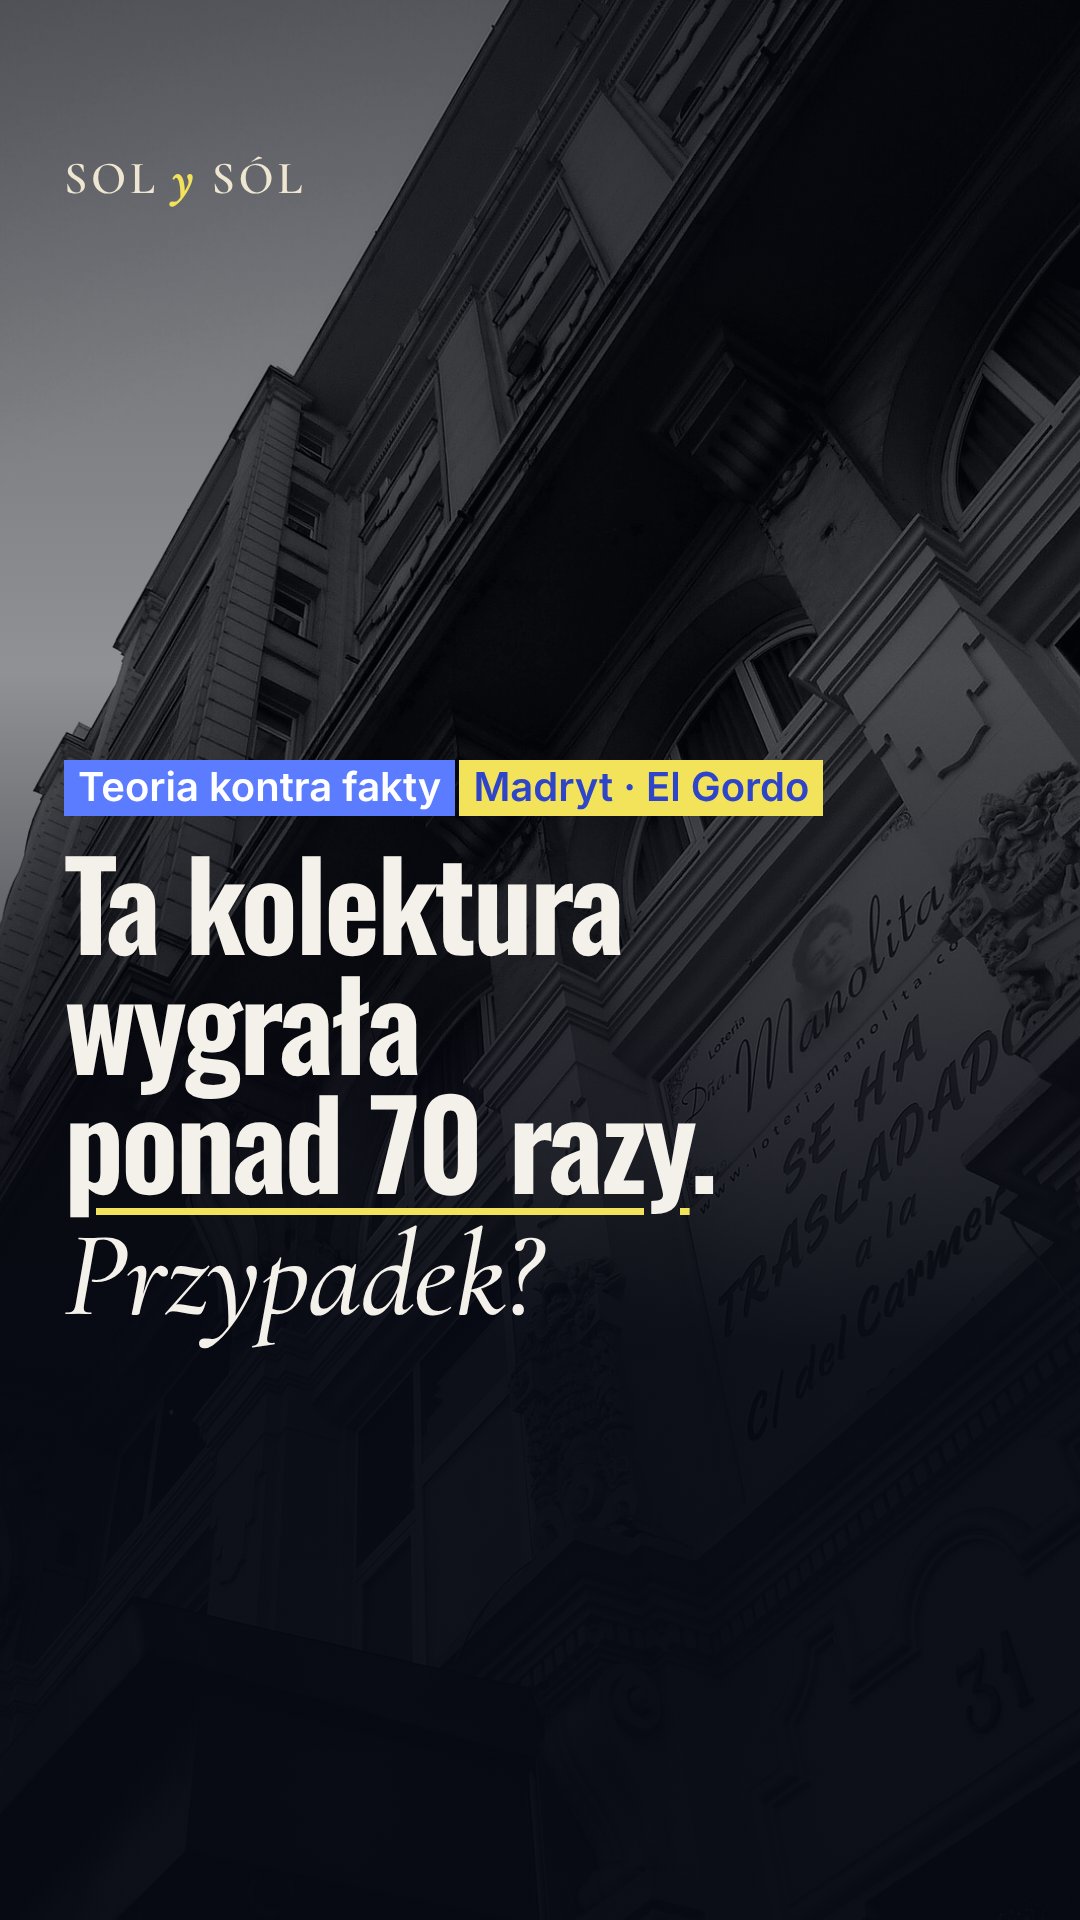 SOL y SÓL
Teoria kontra fakty Madryt · El Gordo
Ta kolektura
wygrała
ponad 70 razy.
Przypadek?
Loteria
Dña. Manolita
www.loteriamanolita.co
SE HA
TRASLADADO
a la
C/ del Carmen
31